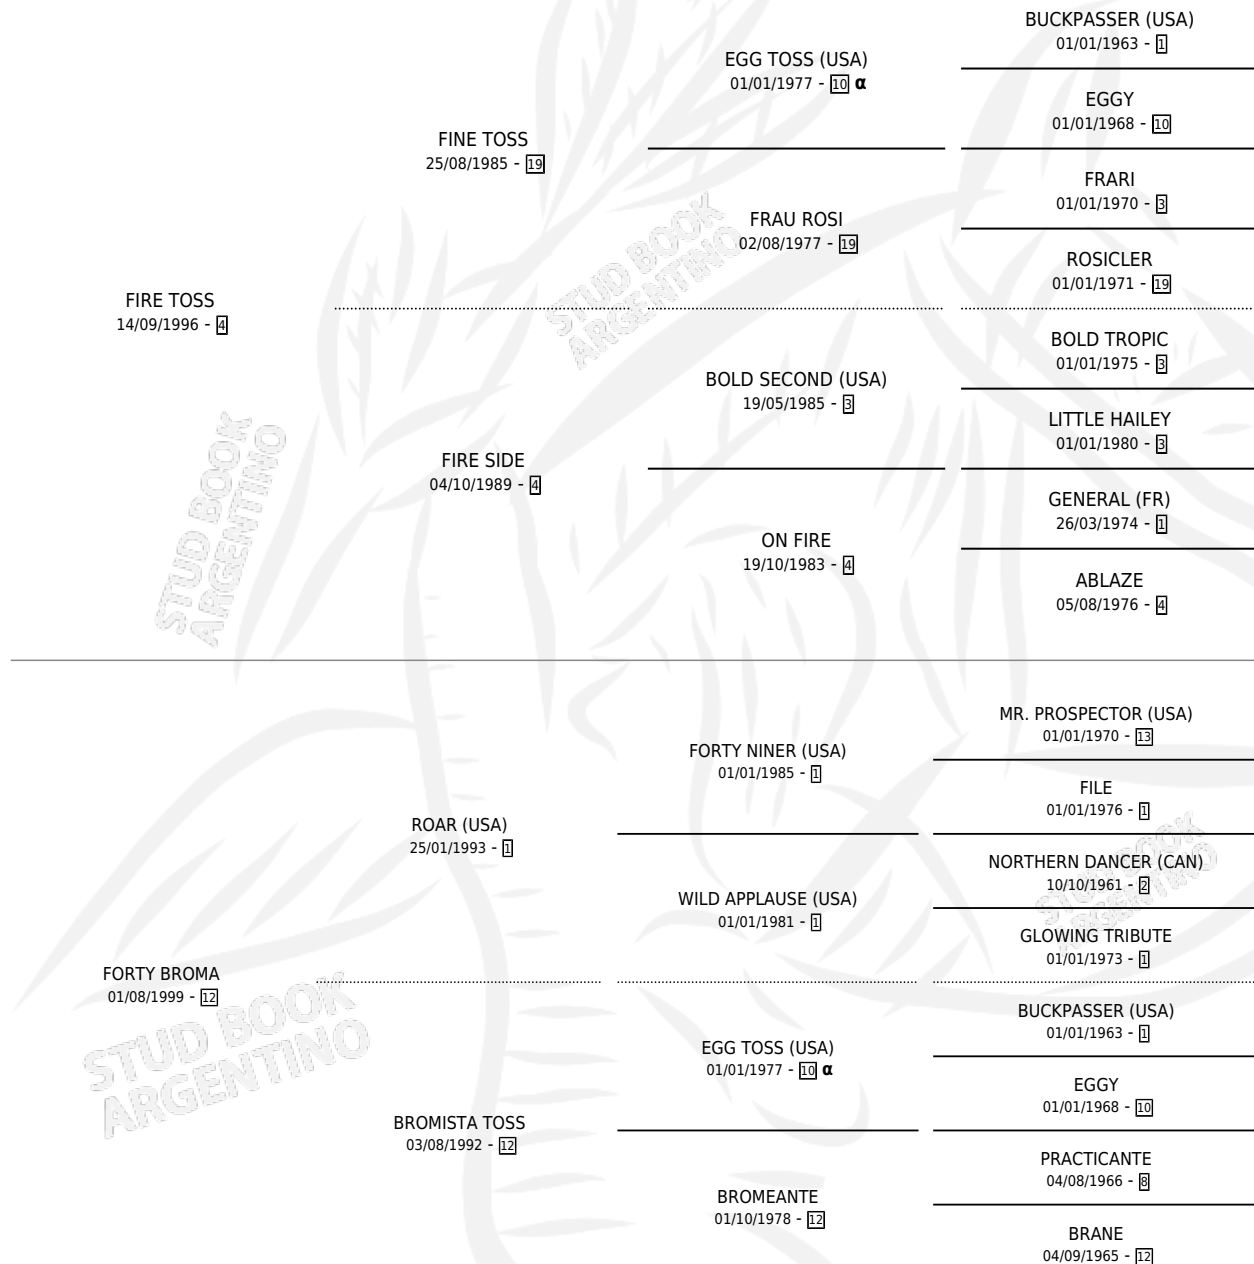 BUCKPASSER (USA)
01/01/1963 - 1
EGG TOSS (USA)
01/01/1977 - 10 α
EGGY
01/01/1968 - 10
FINE TOSS
25/08/1985 - 19
FRARI
01/01/1970 - 3
FRAU ROSI
02/08/1977 - 19
ROSICLER
01/01/1971 - 19
FIRE TOSS
14/09/1996 - 4
BOLD TROPIC
01/01/1975 - 3
BOLD SECOND (USA)
19/05/1985 - 3
LITTLE HAILEY
01/01/1980 - 3
FIRE SIDE
04/10/1989 - 4
GENERAL (FR)
26/03/1974 - 1
ON FIRE
19/10/1983 - 4
ABLAZE
05/08/1976 - 4
STUD BOOK
ARGENTINO
STUD BOOK
ARGENTINO
MR. PROSPECTOR (USA)
01/01/1970 - 13
FORTY NINER (USA)
01/01/1985 - 1
FILE
01/01/1976 - 1
ROAR (USA)
25/01/1993 - 1
NORTHERN DANCER (CAN)
10/10/1961 - 2
WILD APPLAUSE (USA)
01/01/1981 - 1
GLOWING TRIBUTE
01/01/1973 - 1
FORTY BROMA
01/08/1999 - 12
BUCKPASSER (USA)
01/01/1963 - 1
EGG TOSS (USA)
01/01/1977 - 10 α
EGGY
01/01/1968 - 10
BROMISTA TOSS
03/08/1992 - 12
PRACTICANTE
04/08/1966 - 8
BROMEANTE
01/10/1978 - 12
BRANE
04/09/1965 - 12
STUD BOOK
ARGENTINO
STUD BOOK
ARGENTINO